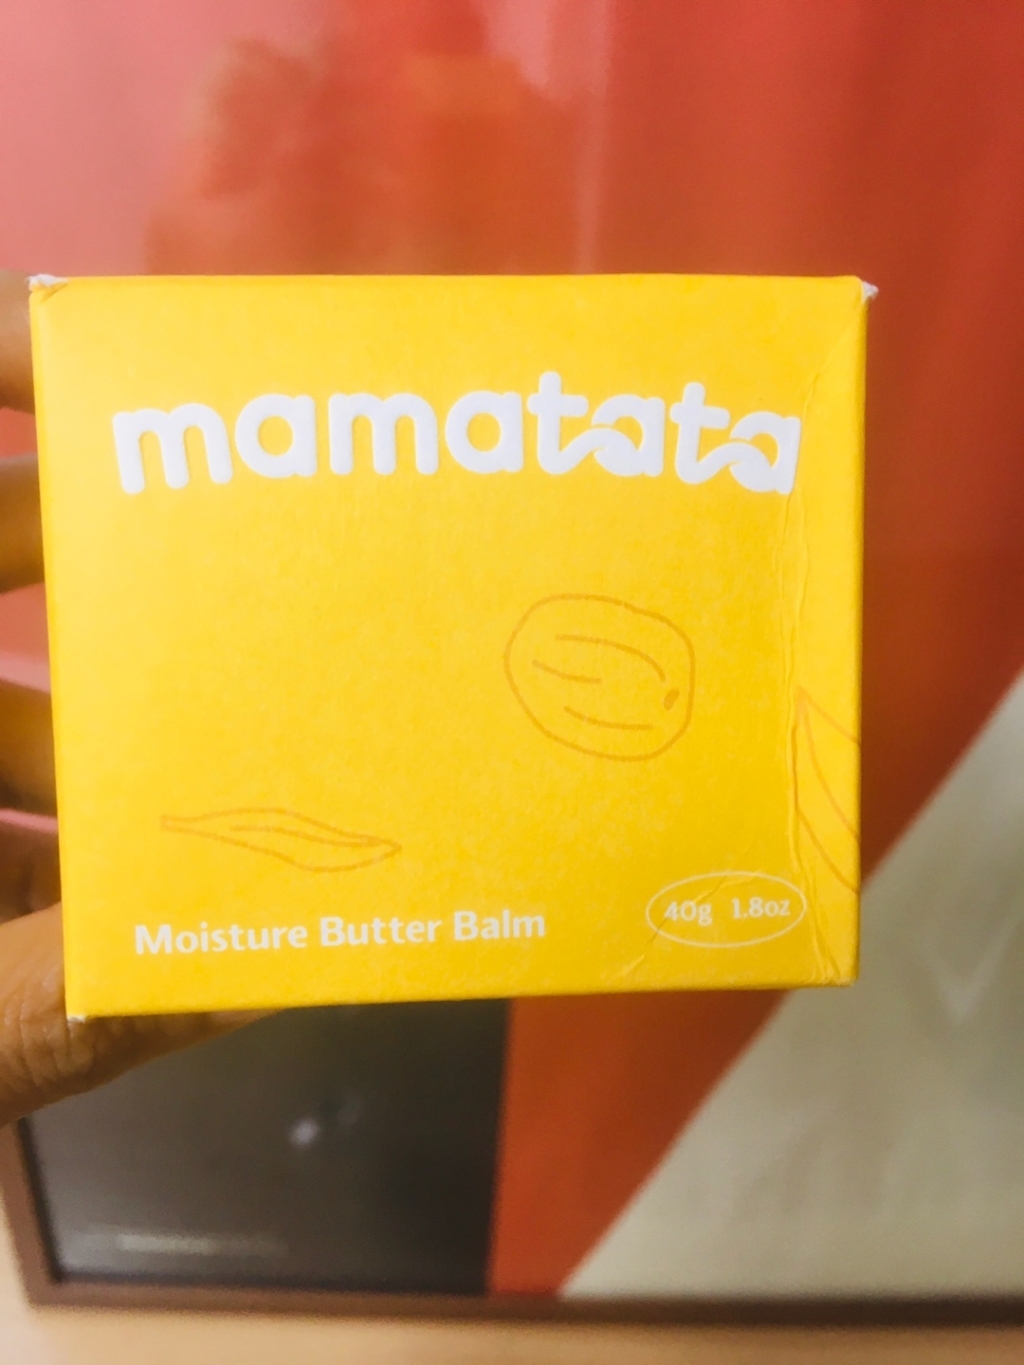 mamatata
Moisture Butter Balm
40g 1.8oz